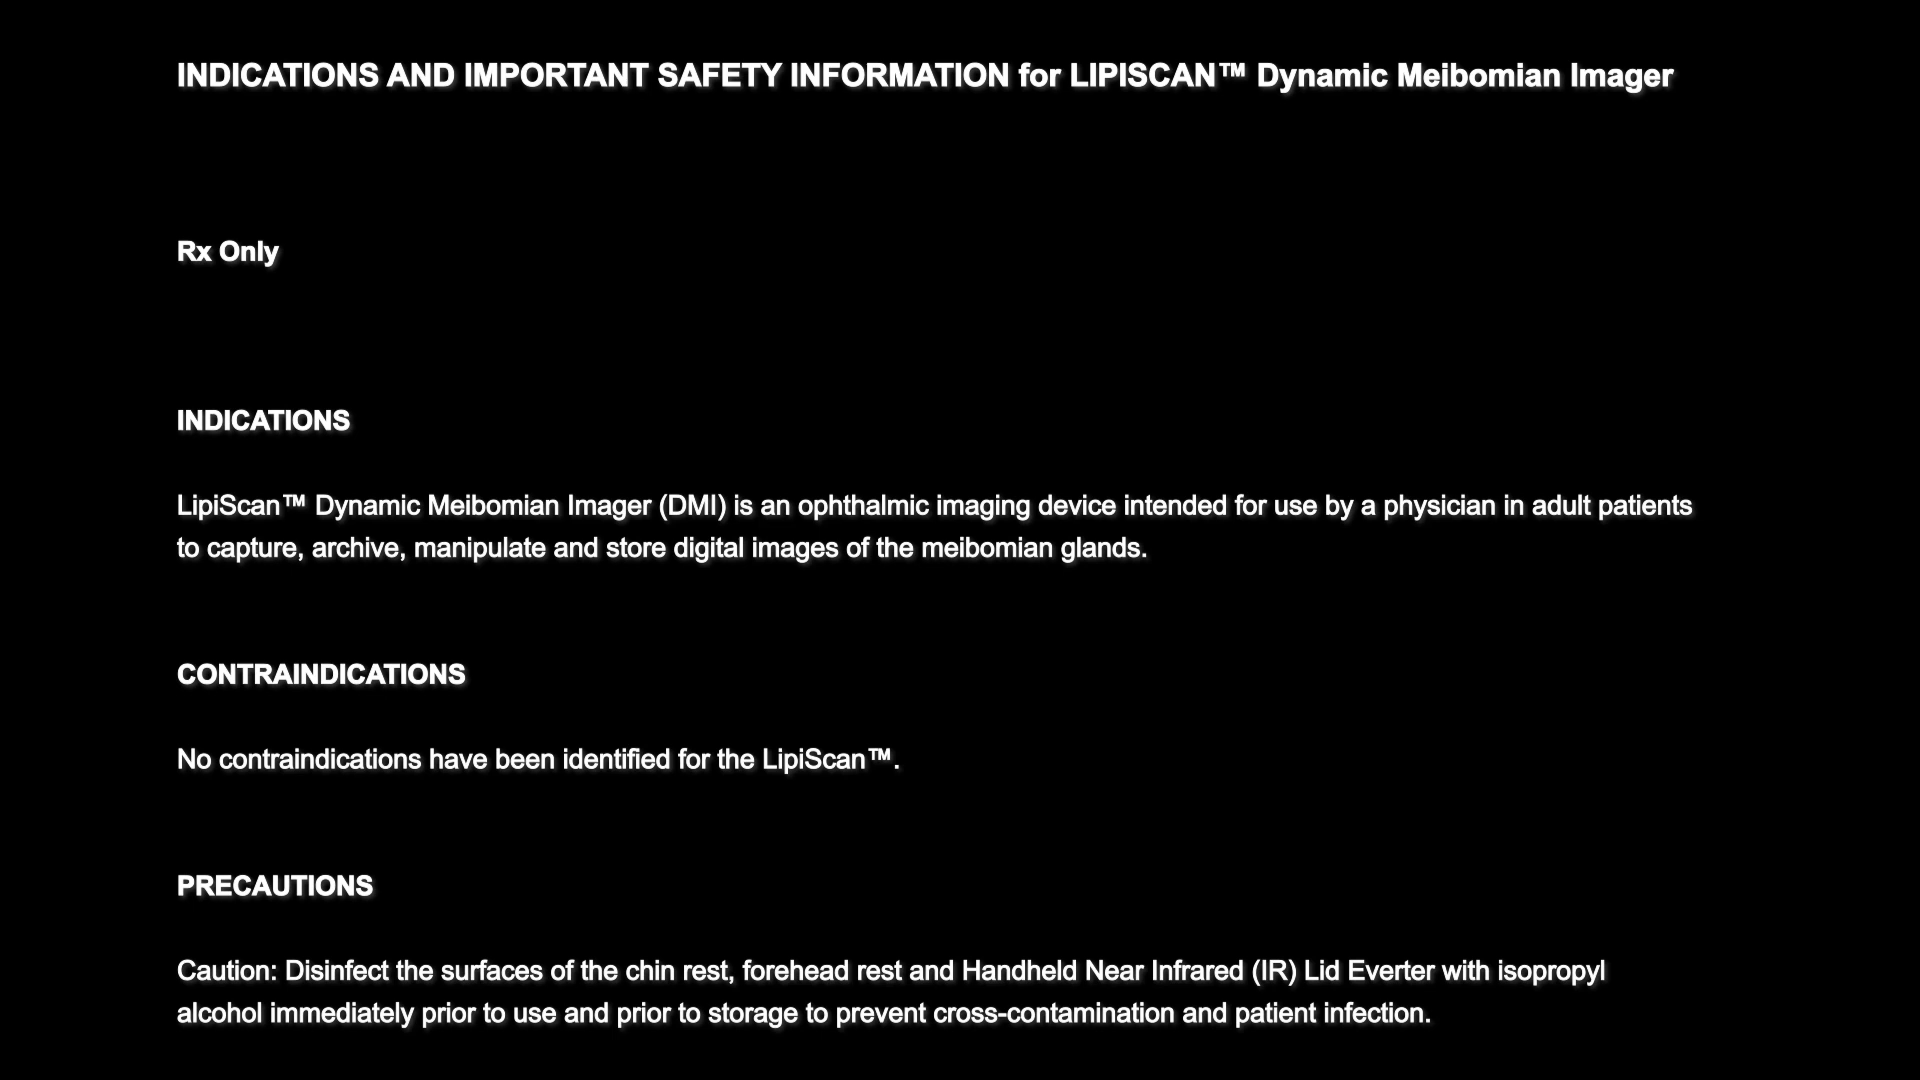 INDICATIONS AND IMPORTANT SAFETY INFORMATION for LIPISCAN™ Dynamic Meibomian Imager
Rx Only
INDICATIONS
LipiScan™ Dynamic Meibomian Imager (DMI) is an ophthalmic imaging device intended for use by a physician in adult patients
to capture, archive, manipulate and store digital images of the meibomian glands.
CONTRAINDICATIONS
No contraindications have been identified for the LipiScan™.
PRECAUTIONS
Caution: Disinfect the surfaces of the chin rest, forehead rest and Handheld Near Infrared (IR) Lid Everter with isopropyl
alcohol immediately prior to use and prior to storage to prevent cross-contamination and patient infection.